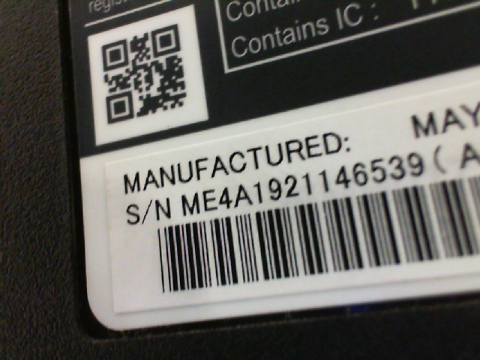 Contains IC :
MANUFACTURED: MAY
S/N ME4A1921146539 ( A